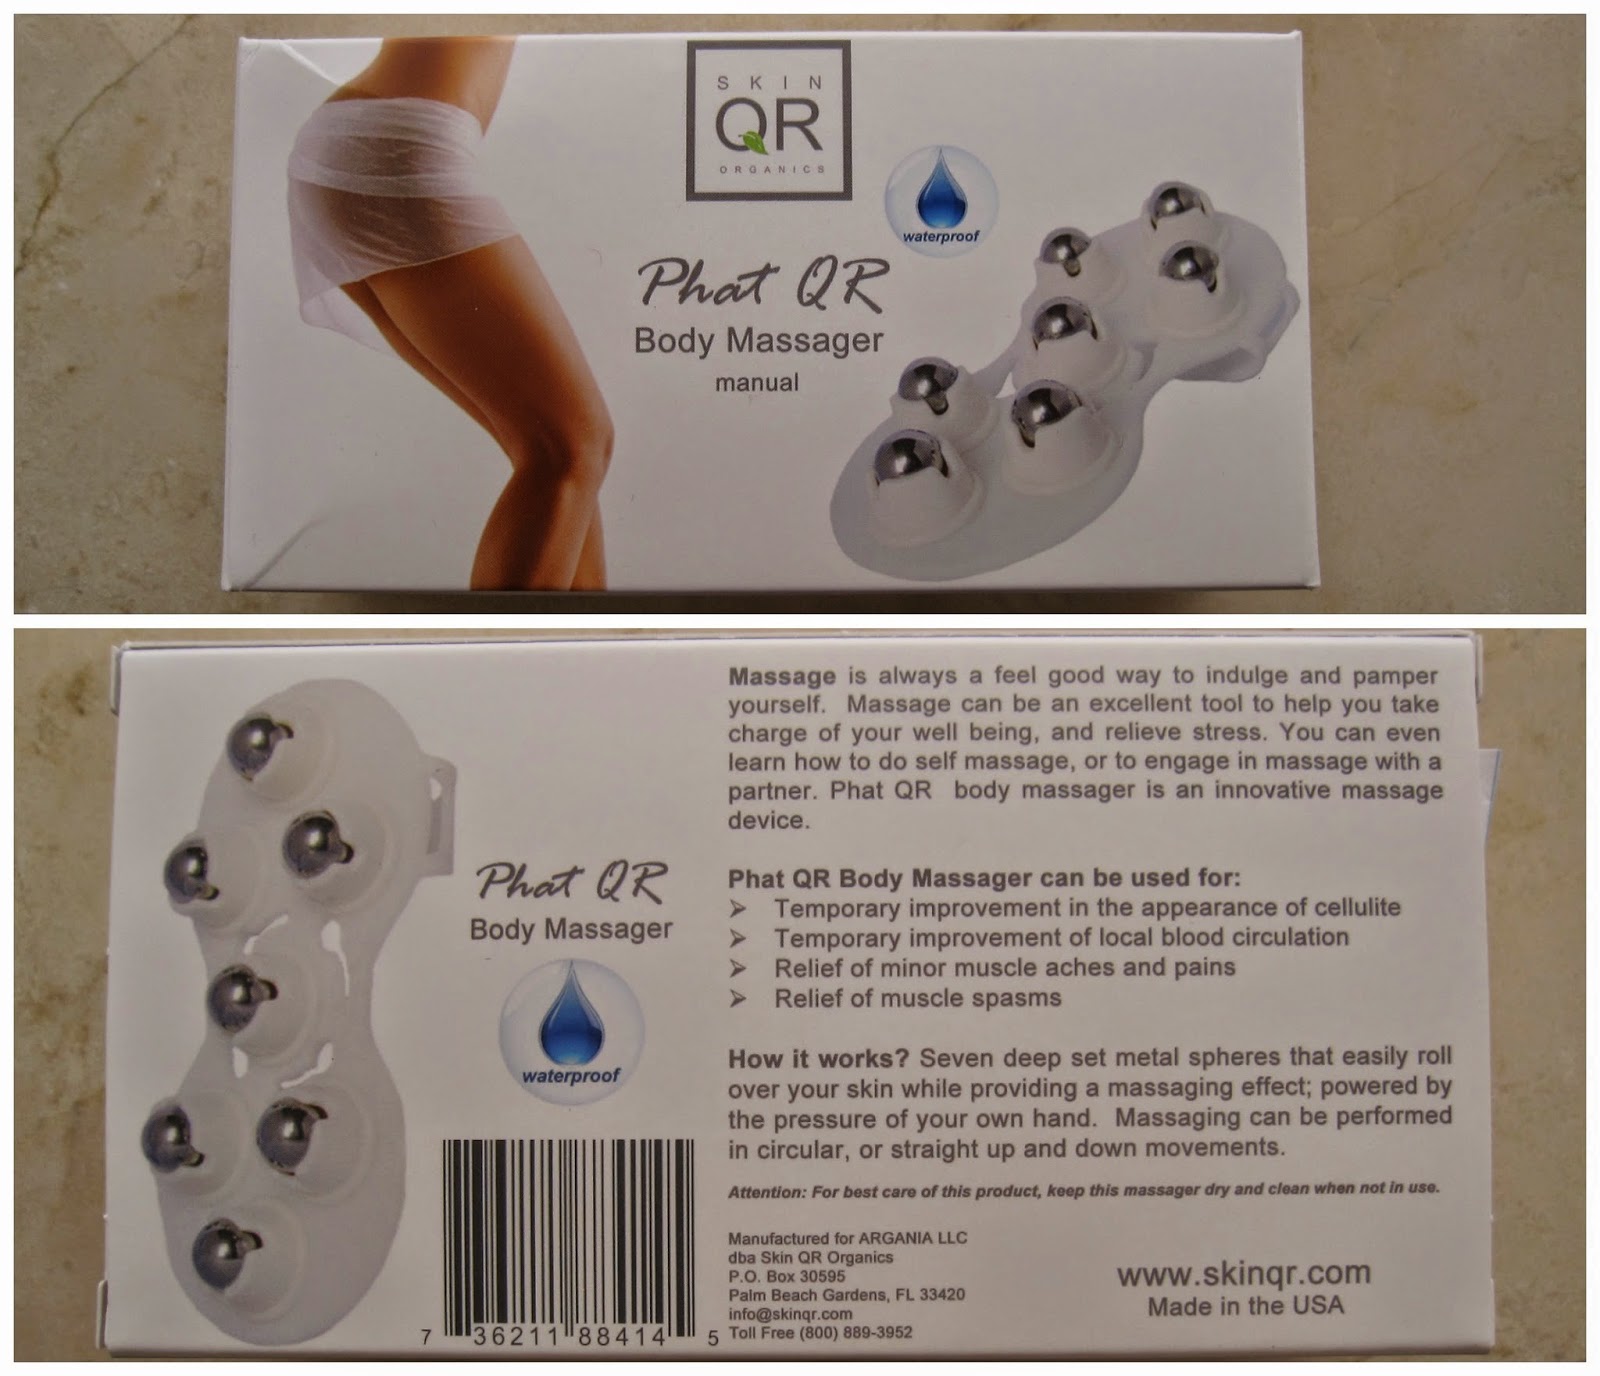 SKIN
QR
ORGANICS
waterproof
Phat QR
Body Massager
manual
Phat QR
Body Massager
waterproof
7 36211 88414 5
Massage is always a feel good way to indulge and pamper
yourself. Massage can be an excellent tool to help you take
charge of your well being, and relieve stress. You can even
learn how to do self massage, or to engage in massage with a
partner. Phat QR body massager is an innovative massage
device.
Phat QR Body Massager can be used for:
➢ Temporary improvement in the appearance of cellulite
➢ Temporary improvement of local blood circulation
➢ Relief of minor muscle aches and pains
➢ Relief of muscle spasms
How it works? Seven deep set metal spheres that easily roll
over your skin while providing a massaging effect; powered by
the pressure of your own hand. Massaging can be performed
in circular, or straight up and down movements.
Attention: For best care of this product, keep this massager dry and clean when not in use.
Manufactured for ARGANIA LLC
dba Skin QR Organics
P.O. Box 30595
Palm Beach Gardens, FL 33420
info@skinqr.com
Toll Free (800) 889-3952
www.skinqr.com
Made in the USA